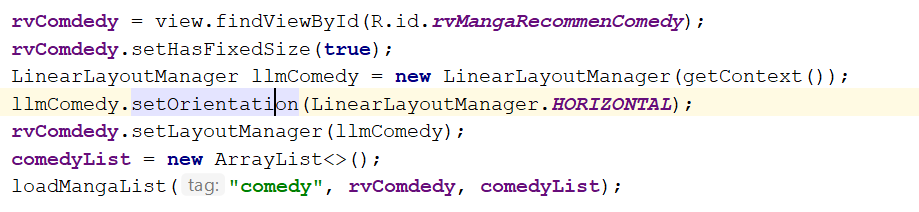 rvComdedy = view.findViewById(R.id.rvMangaRecommenComedy);
rvComdedy.setHasFixedSize(true);
LinearLayoutManager llmComedy = new LinearLayoutManager(getContext());
llmComedy.setOrientation(LinearLayoutManager.HORIZONTAL);
rvComdedy.setLayoutManager(llmComedy);
comedyList = new ArrayList<>();
loadMangaList( tag: "comedy", rvComdedy, comedyList);